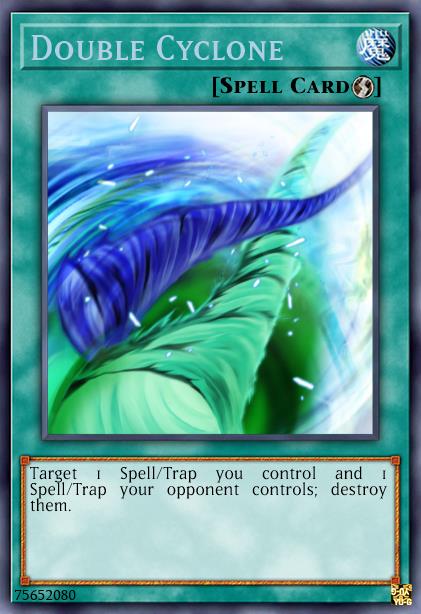 Double Cyclone
魔
[Spell Card]
Target 1 Spell/Trap you control and 1
Spell/Trap your opponent controls; destroy
them.
75652080